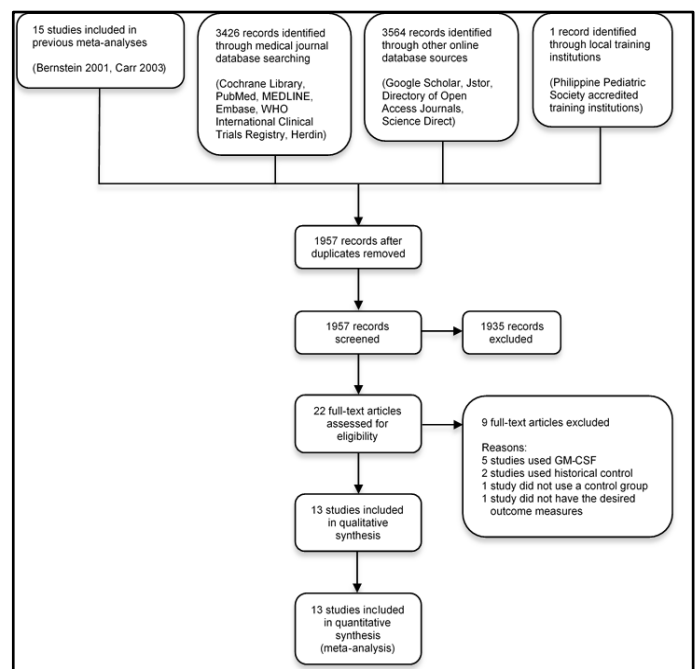 15 studies included in
previous meta-analyses
(Bernstein 2001, Carr 2003)
3426 records identified
through medical journal
database searching
(Cochrane Library,
PubMed, MEDLINE,
Embase, WHO
International Clinical
Trials Registry, Herdin)
3564 records identified
through other online
database sources
(Google Scholar, Jstor,
Directory of Open
Access Journals,
Science Direct)
1 record identified
through local training
institutions
(Philippine Pediatric
Society accredited
training institutions)
1957 records after
duplicates removed
1957 records
screened
1935 records
excluded
22 full-text articles
assessed for
eligibility
9 full-text articles excluded
Reasons:
5 studies used GM-CSF
2 studies used historical control
1 study did not use a control group
1 study did not have the desired
outcome measures
13 studies included
in qualitative
synthesis
13 studies included
in quantitative
synthesis
(meta-analysis)